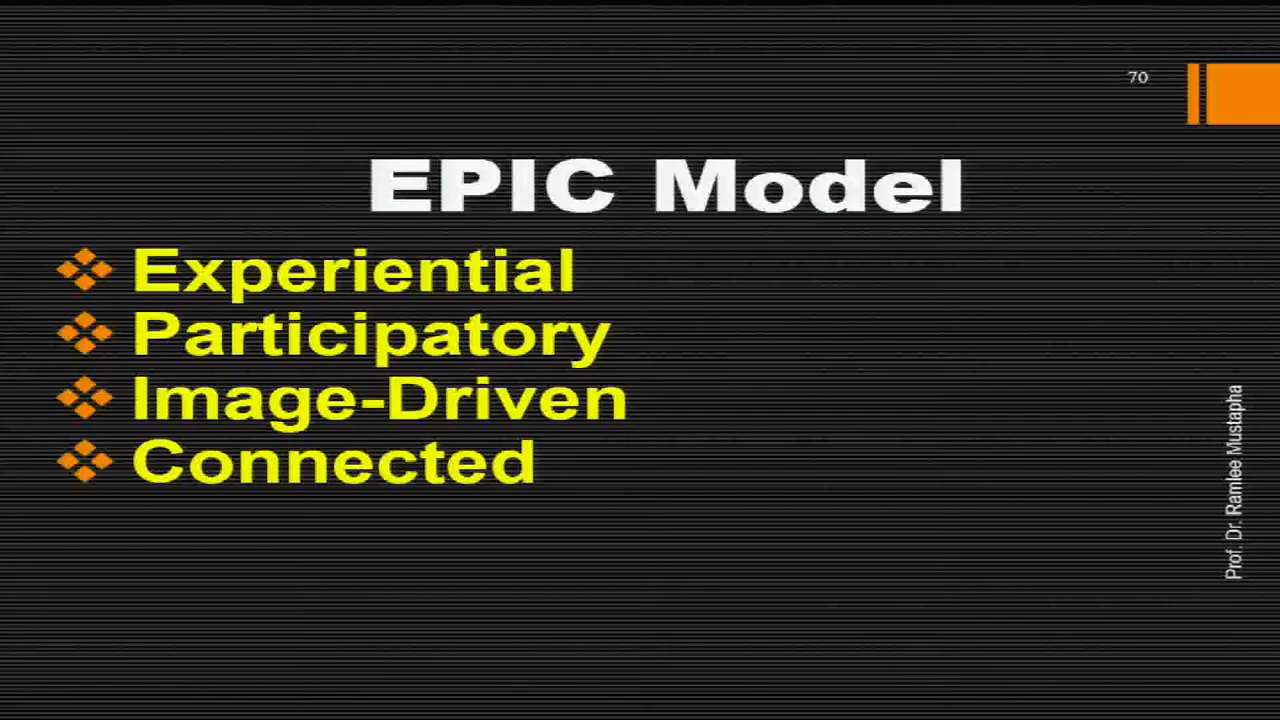 70
EPIC Model
Experiential
Participatory
Image-Driven
Connected
Prof. Dr. Ramlee Mustapha